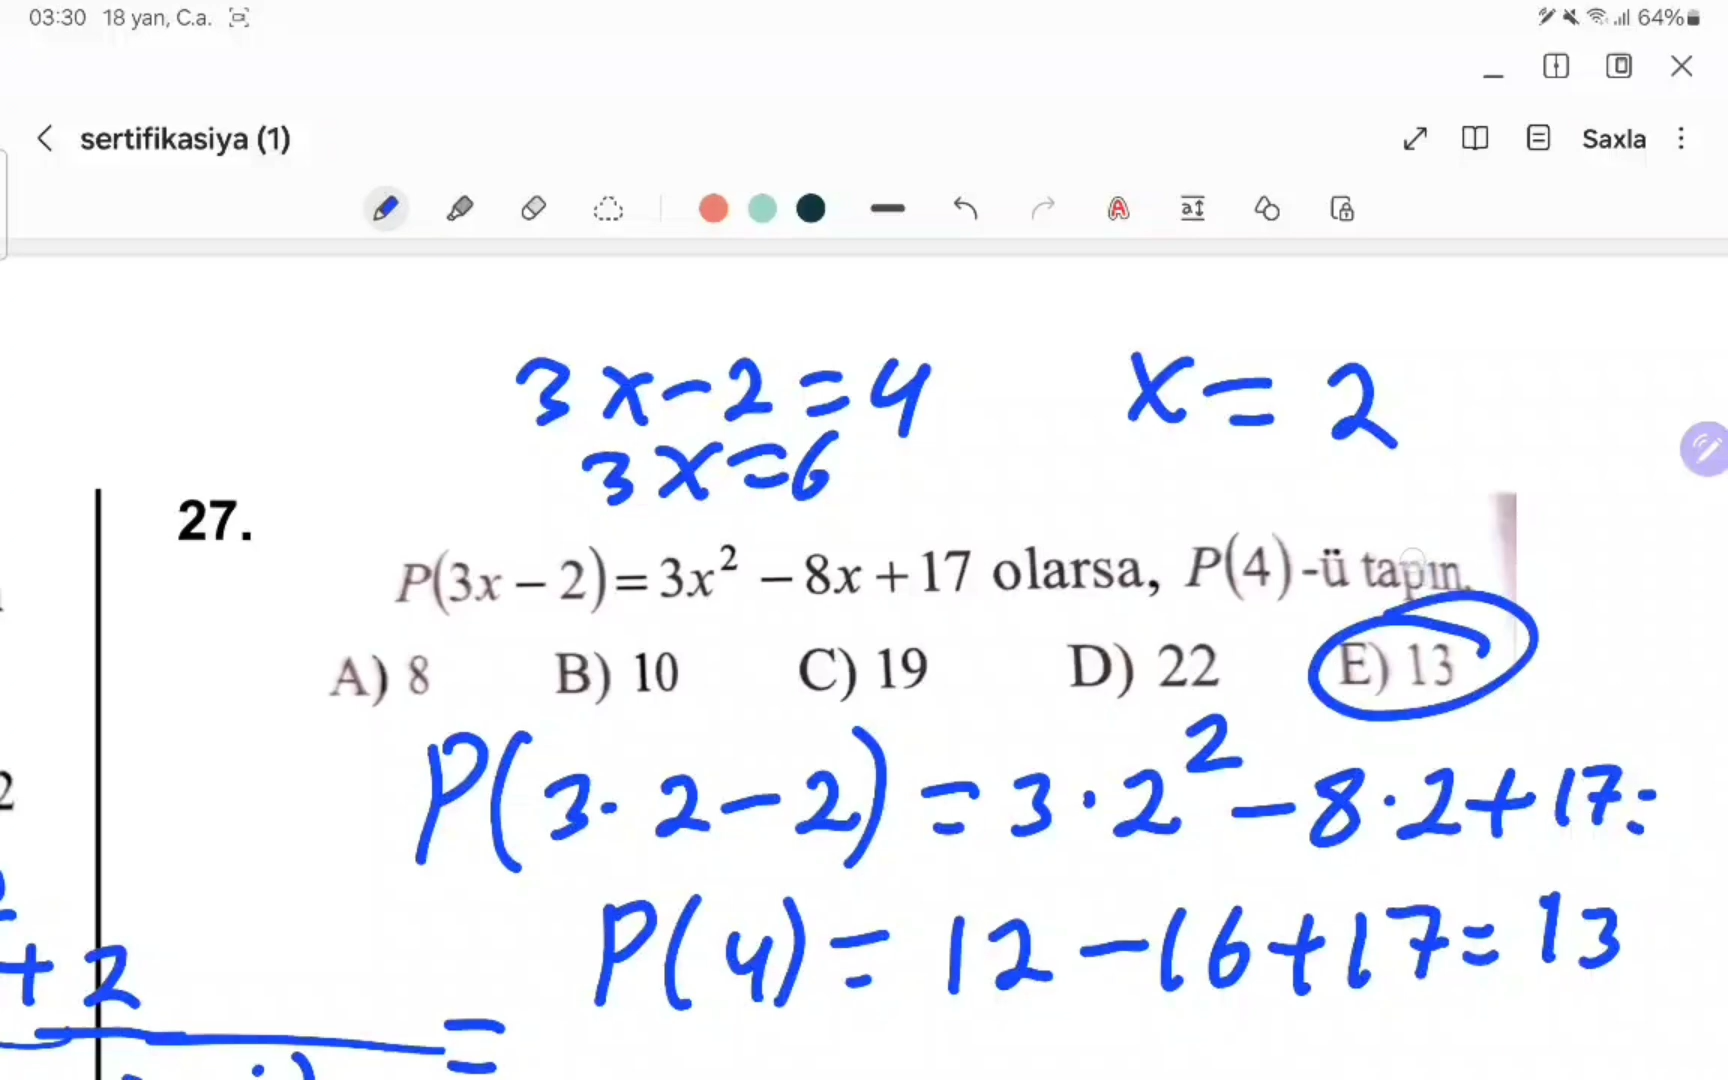 03:30 18 yan, C.a.
64%
sertifikasiya (1)
Saxla
3x-2=4
x=2
3x=6
27.
P(3x – 2) = 3x² – 8x + 17 olarsa, P(4)-ü tapın.
A) 8 B) 10 C) 19 D) 22 E) 13
P(3·2-2) = 3·2² - 8·2+17=
2
P(4) = 12 - 16 + 17 = 13
+ 2
=